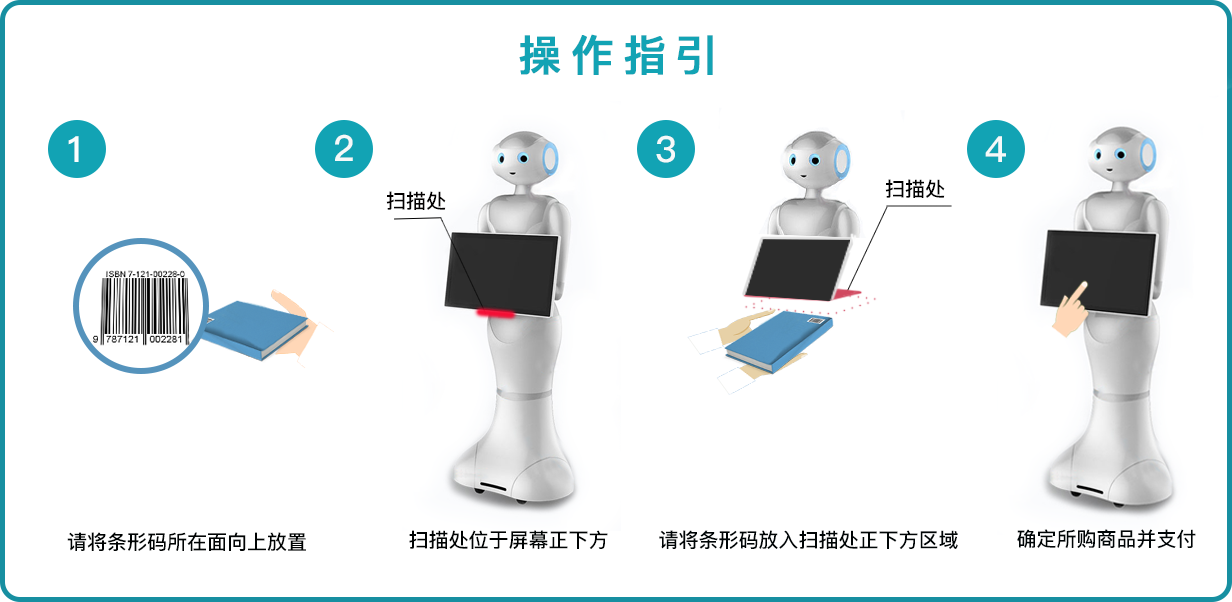 操作指引
1
2
3
4
扫描处
扫描处
ISBN 7-121-00228-0
9 787121 002281
请将条形码所在面向上放置
扫描处位于屏幕正下方
请将条形码放入扫描处正下方区域
确定所购商品并支付